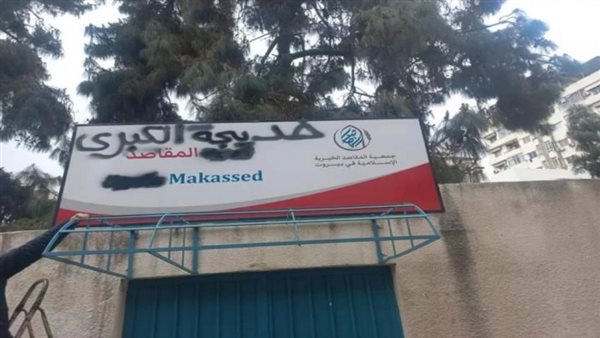 خديجة الكبرى
المقاصد
Makassed
جمعية المقاصد الخيرية
الإسلامية في بيروت